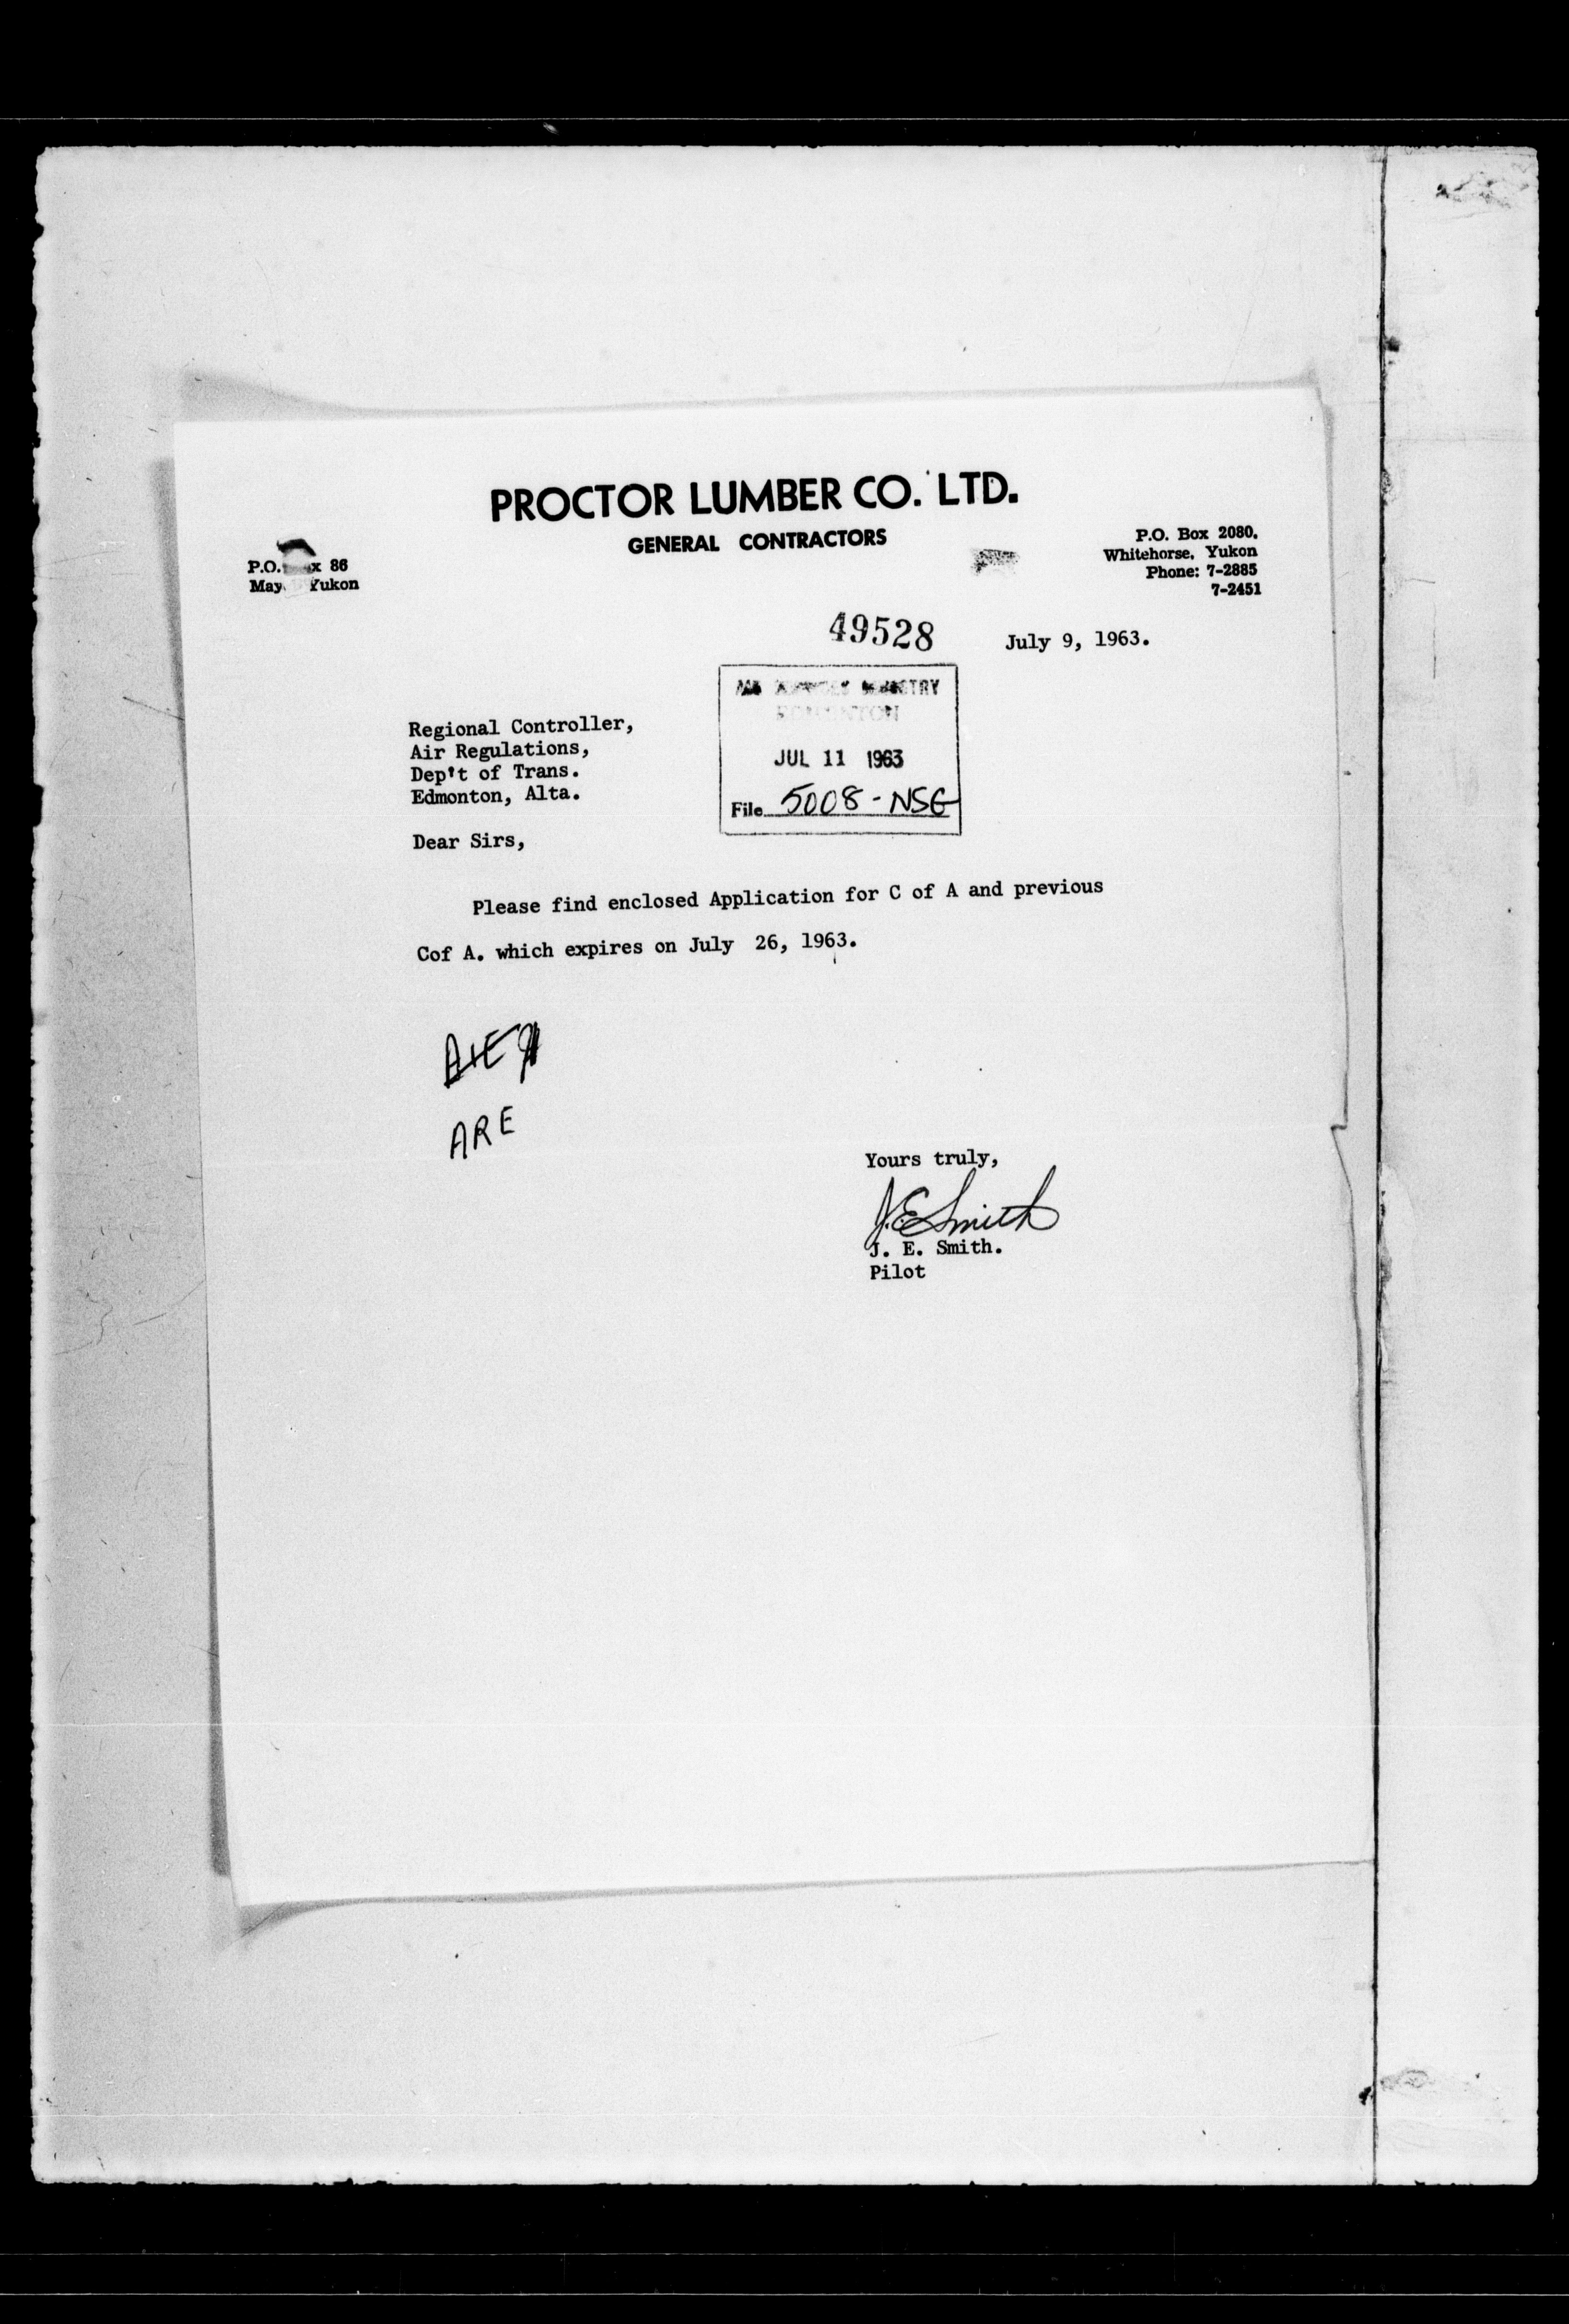 PROCTOR LUMBER CO. LTD.
GENERAL CONTRACTORS
P.O. x 86
May Yukon
P.O. Box 2080,
Whitehorse, Yukon
Phone: 7-2885
7-2451
49528
July 9, 1963.
EDMONTON
JUL 11 1963
File 5008-NSG
Regional Controller,
Air Regulations,
Dep't of Trans.
Edmonton, Alta.
Dear Sirs,
Please find enclosed Application for C of A and previous
Cof A. which expires on July 26, 1963.
ARE
Yours truly,
J.E Smith
J. E. Smith.
Pilot